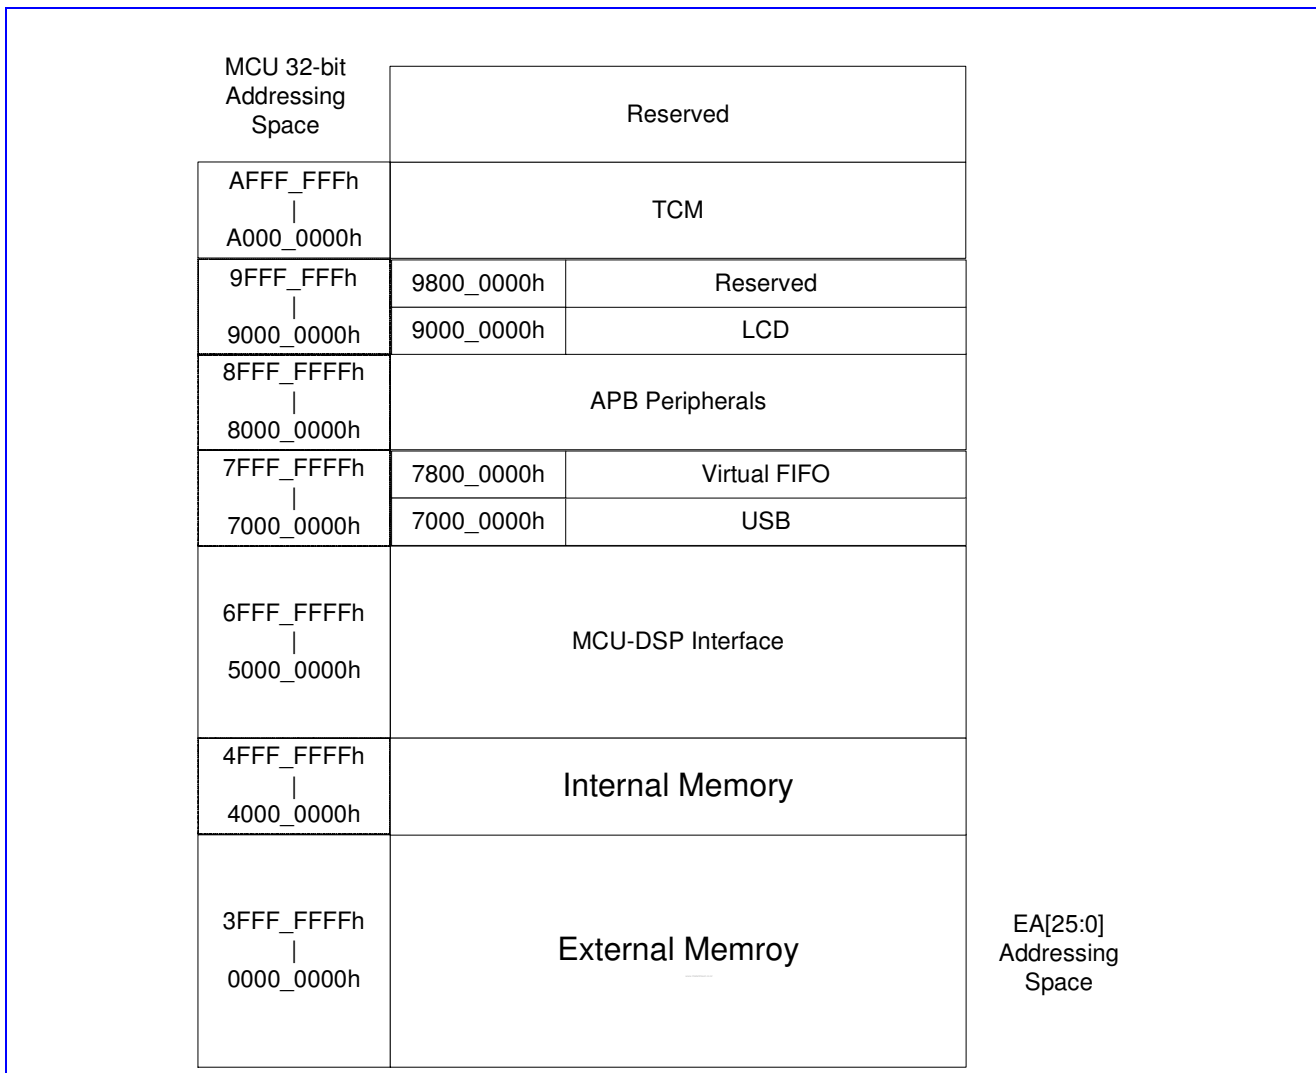 MCU 32-bit
Addressing
Space
Reserved
AFFF_FFFh
|
A000_0000h
TCM
9FFF_FFFh
|
9000_0000h
9800_0000h
Reserved
9000_0000h
LCD
8FFF_FFFFh
|
8000_0000h
APB Peripherals
7FFF_FFFFh
|
7000_0000h
7800_0000h
Virtual FIFO
7000_0000h
USB
6FFF_FFFFh
|
5000_0000h
MCU-DSP Interface
4FFF_FFFFh
|
4000_0000h
Internal Memory
3FFF_FFFFh
|
0000_0000h
External Memroy
EA[25:0]
Addressing
Space